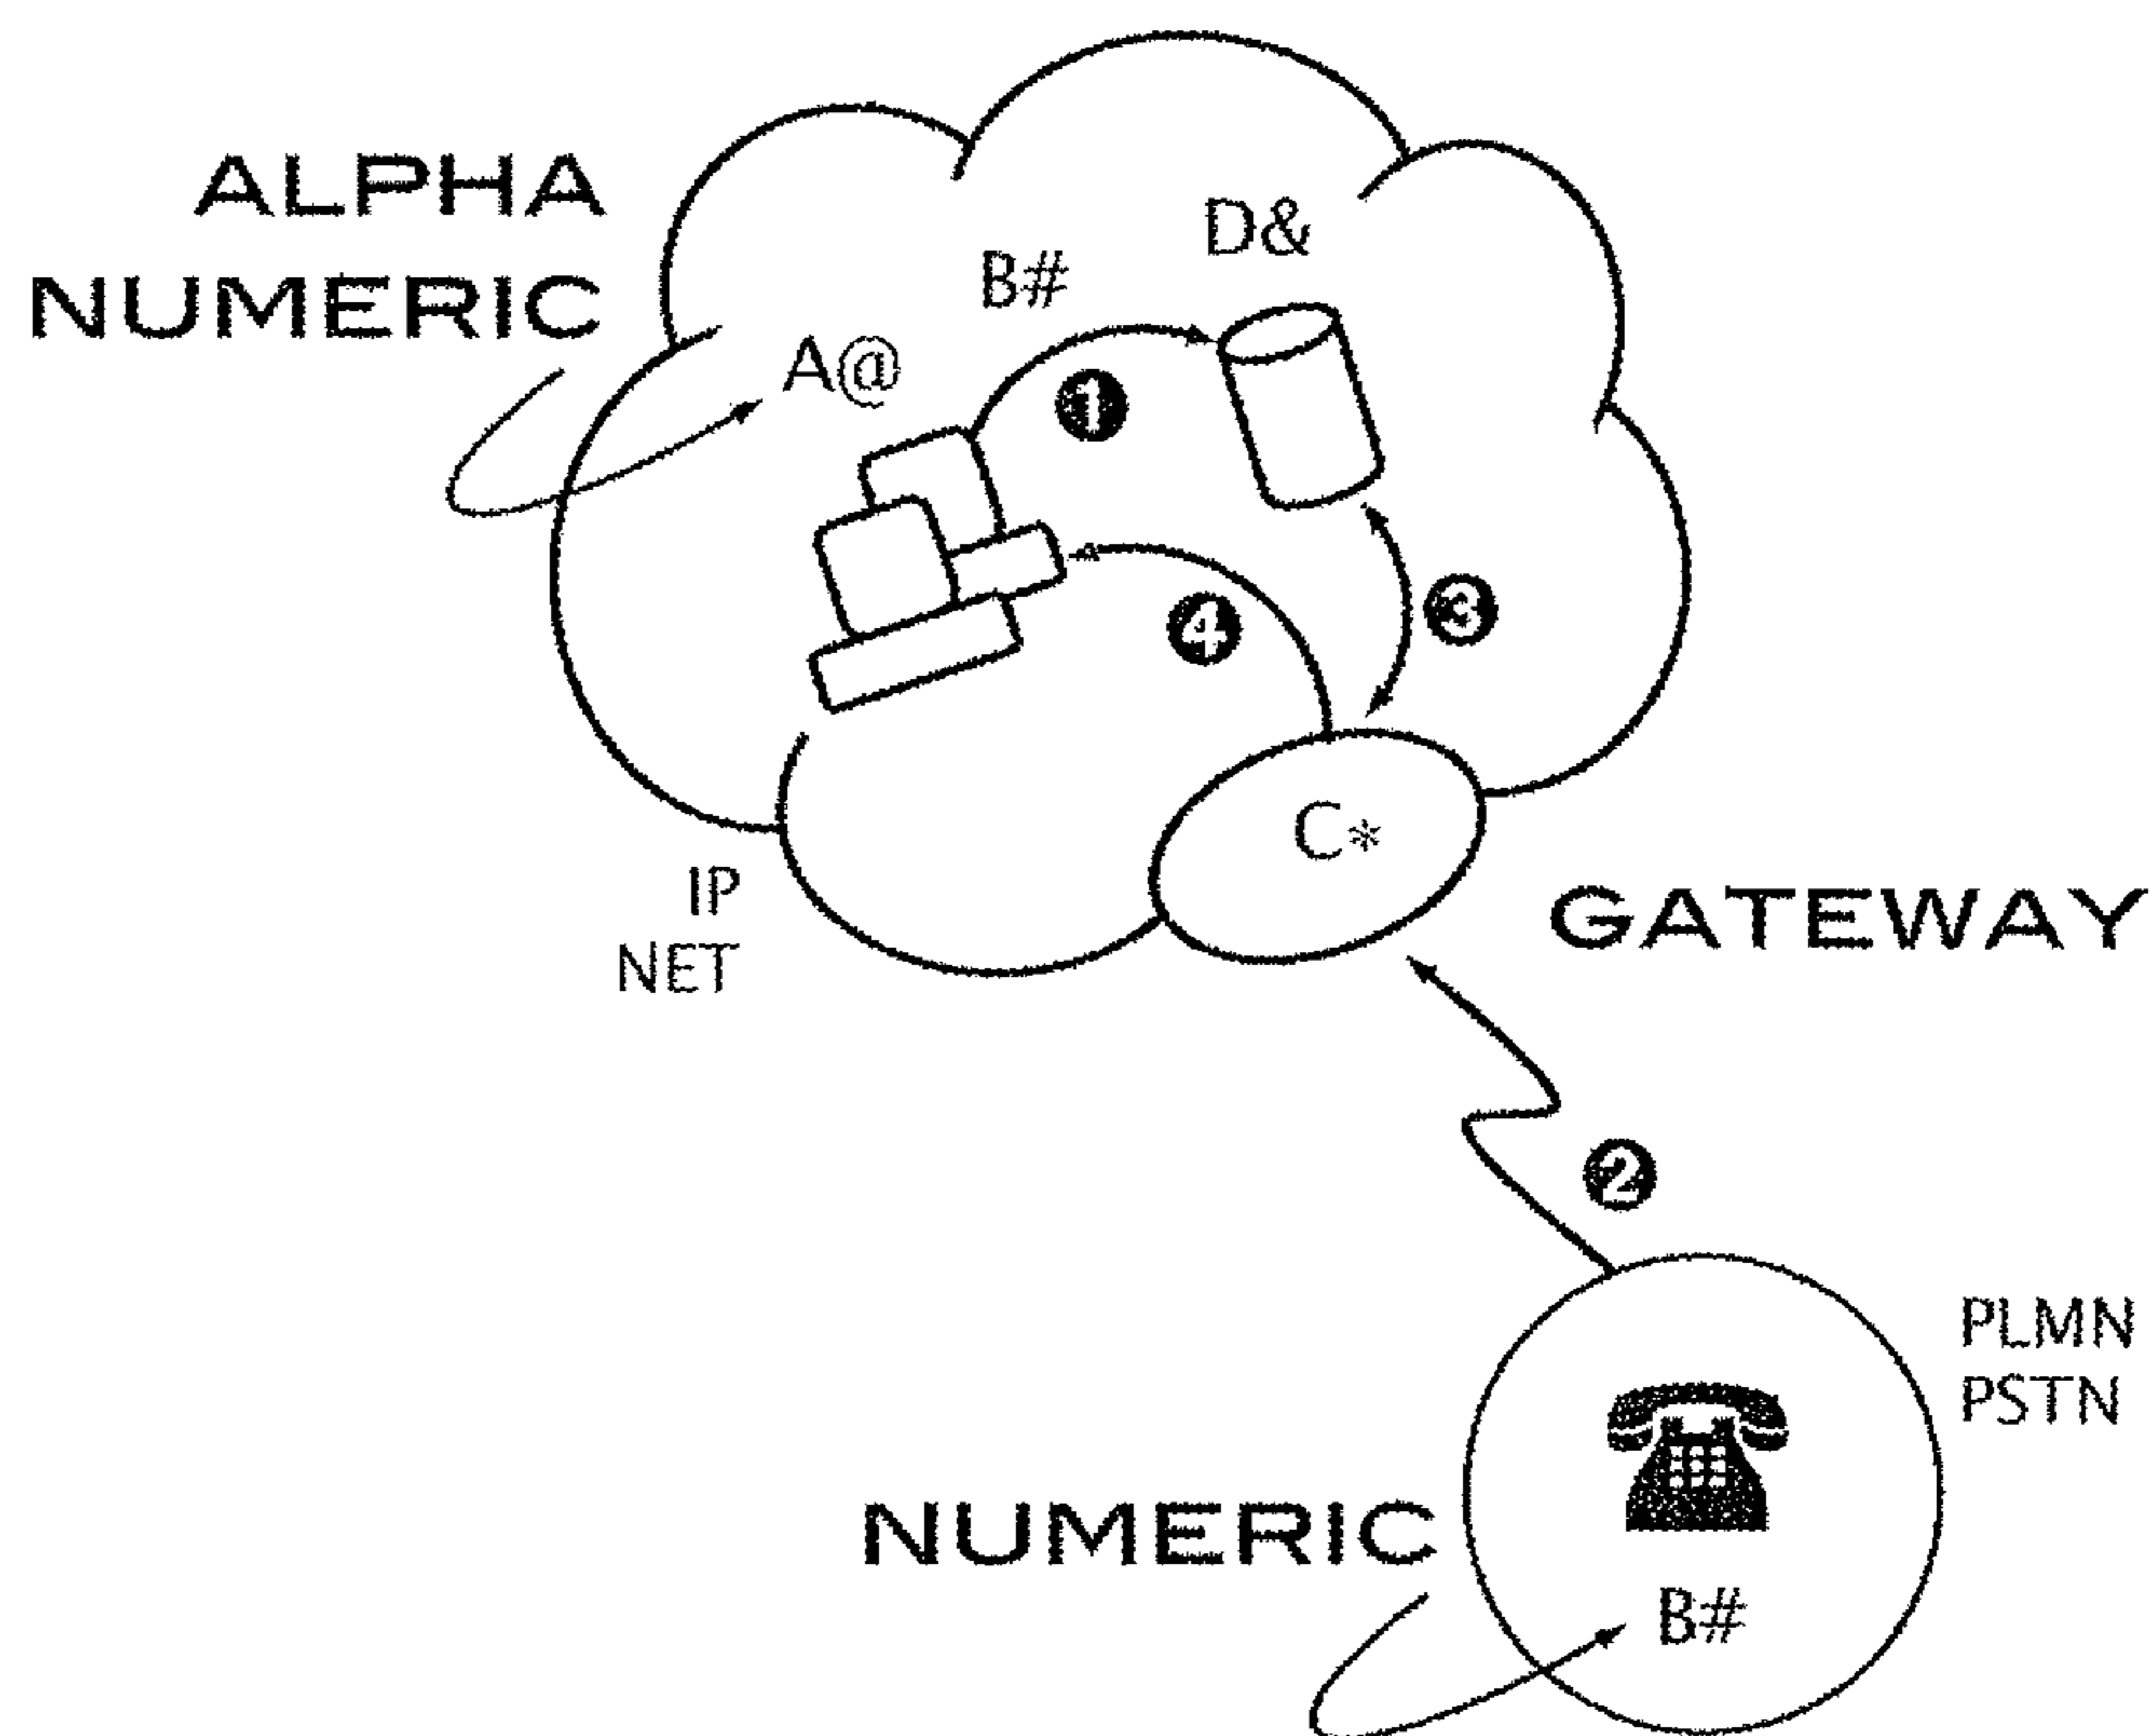 ALPHA
NUMERIC
D&
B#
A@
1
3
4
C*
IP
NET
GATEWAY
2
PLMN
PSTN
NUMERIC
B#